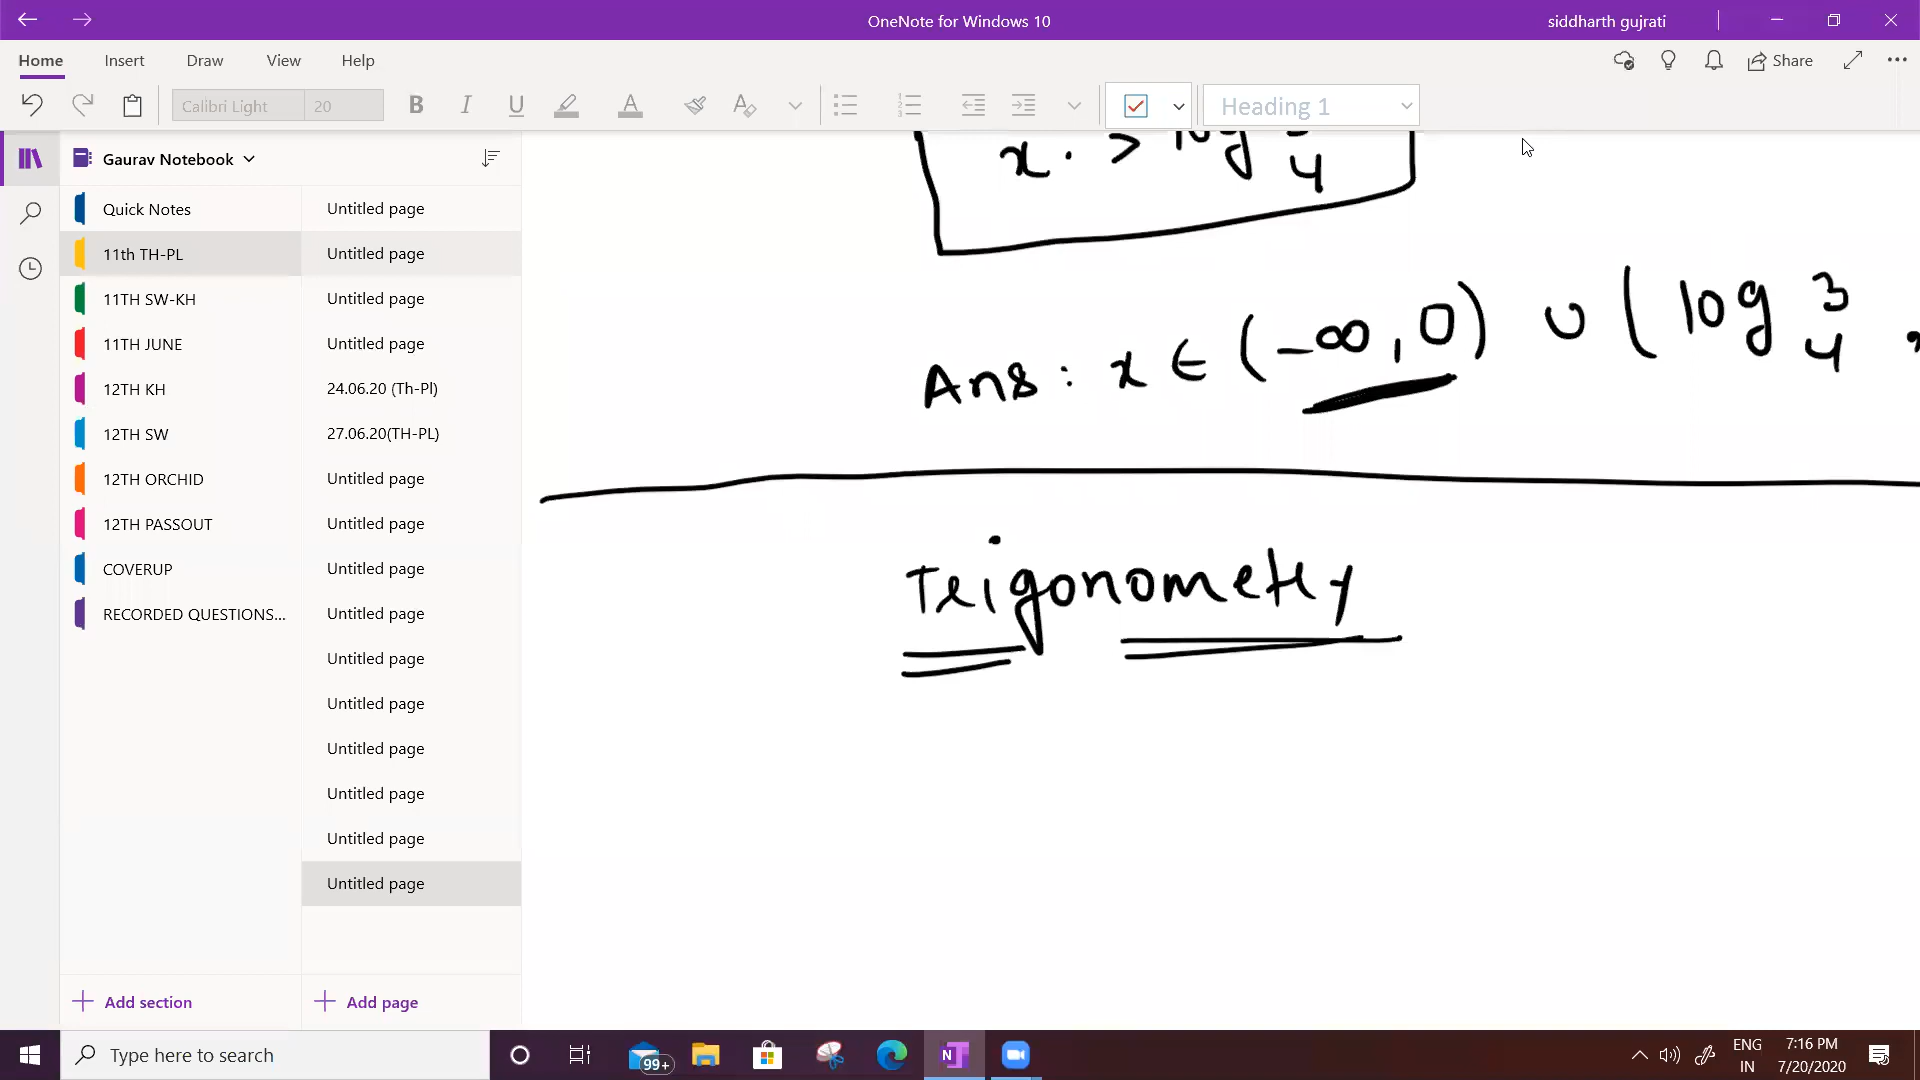 OneNote for Windows 10
siddharth gujrati
Home Insert Draw View Help
Share
Calibri Light 20 B I U A A Heading 1
Gaurav Notebook
Quick Notes
11th TH-PL
11TH SW-KH
11TH JUNE
12TH KH
12TH SW
12TH ORCHID
12TH PASSOUT
COVERUP
RECORDED QUESTIONS...
Add section
Untitled page
Untitled page
Untitled page
Untitled page
24.06.20 (Th-Pl)
27.06.20(TH-PL)
Untitled page
Untitled page
Untitled page
Untitled page
Untitled page
Untitled page
Untitled page
Untitled page
Untitled page
Untitled page
Add page
x > log 4
Ans : x ∈ (-∞, 0) ∪ ( log 3 4
Trigonometry
Type here to search
99+
N
ENG
IN
7:16 PM
7/20/2020